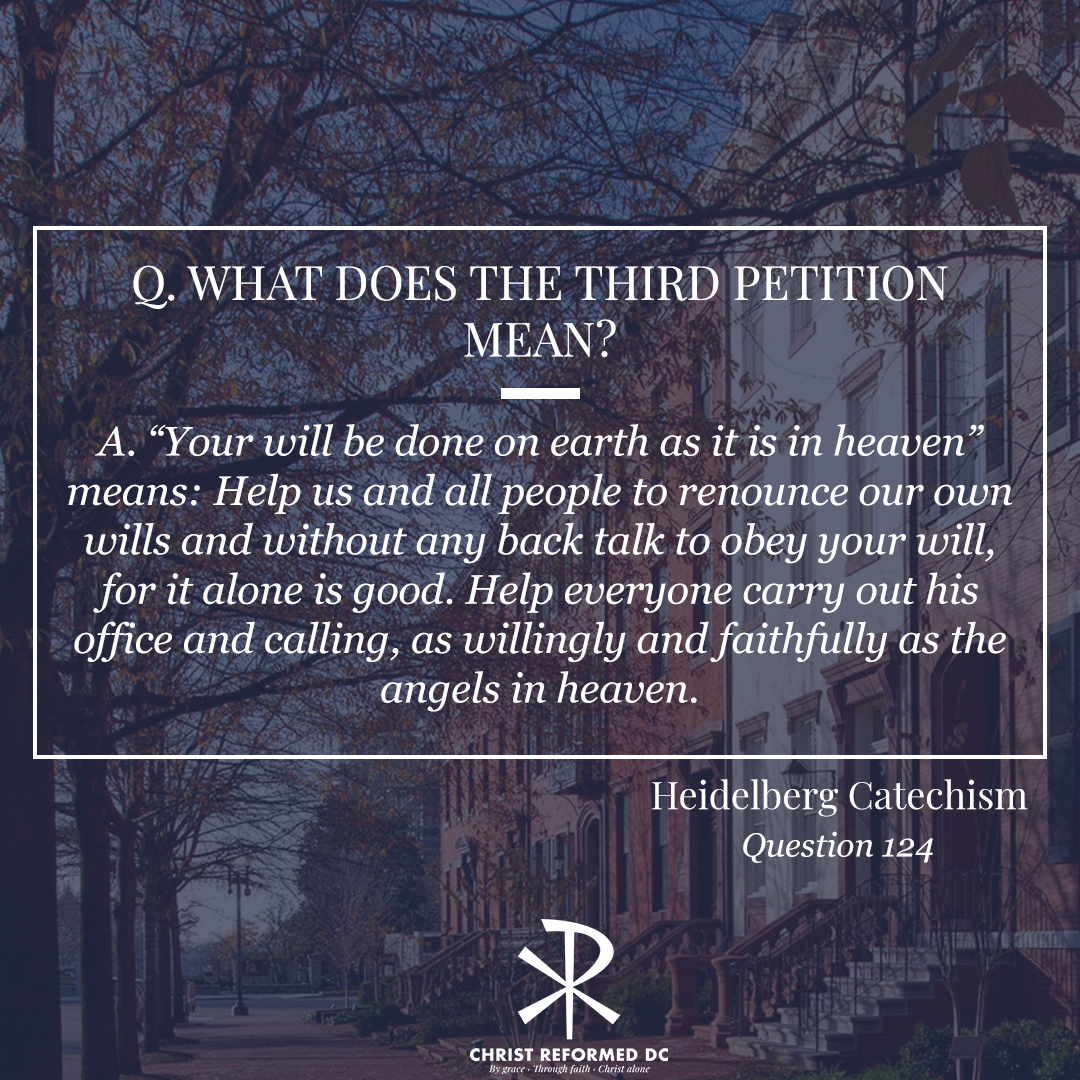 Q. WHAT DOES THE THIRD PETITION
MEAN?
A. “Your will be done on earth as it is in heaven”
means: Help us and all people to renounce our own
wills and without any back talk to obey your will,
for it alone is good. Help everyone carry out his
office and calling, as willingly and faithfully as the
angels in heaven.
Heidelberg Catechism
Question 124
CHRIST REFORMED DC
By grace · Through faith · Christ alone